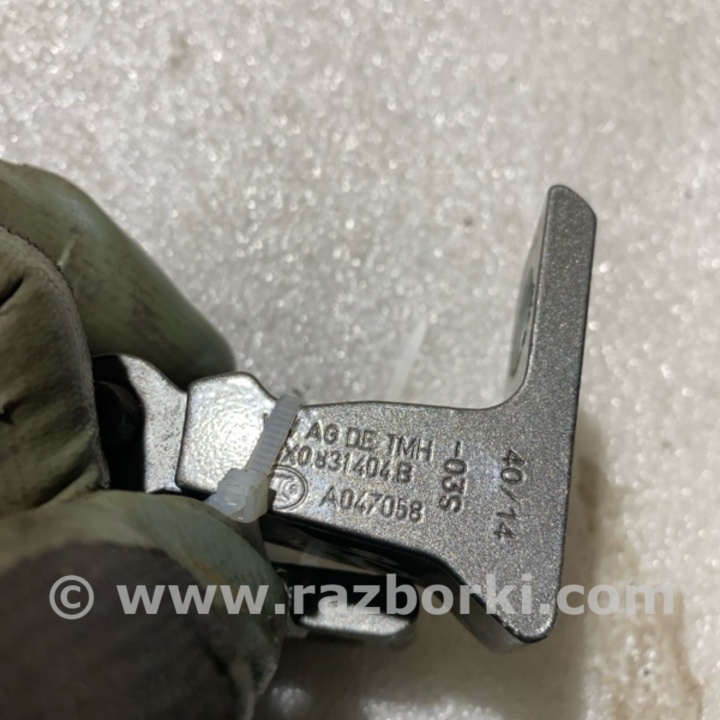 AG DE TMH
X0831404B
A047058
-03S
40/14
© www.razborki.com